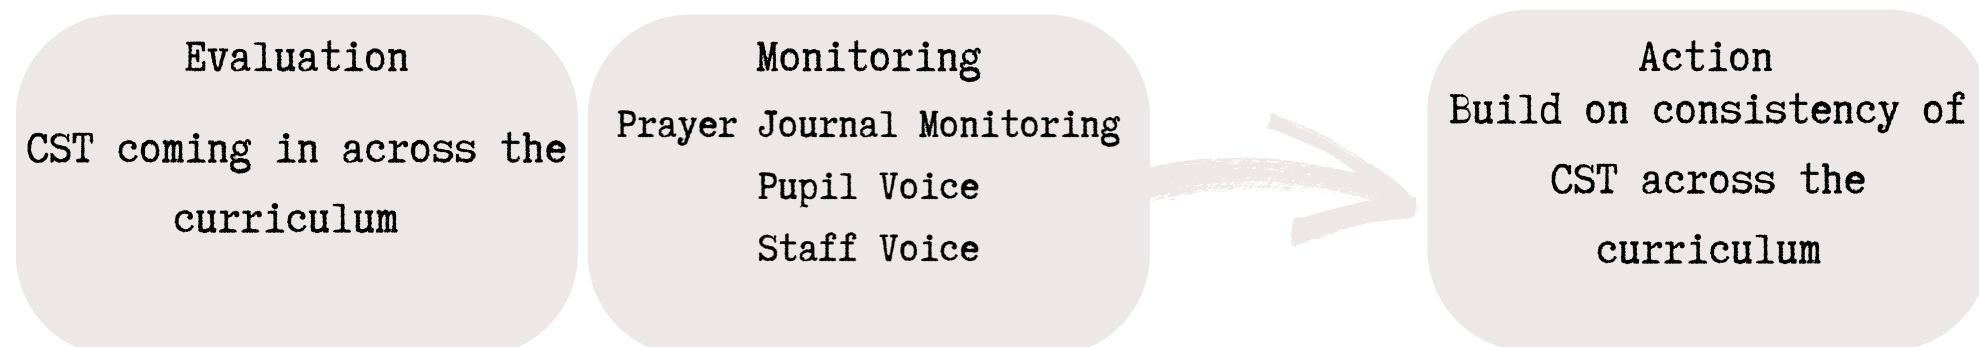 Evaluation
CST coming in across the
curriculum
Monitoring
Prayer Journal Monitoring
Pupil Voice
Staff Voice
Action
Build on consistency of
CST across the
curriculum